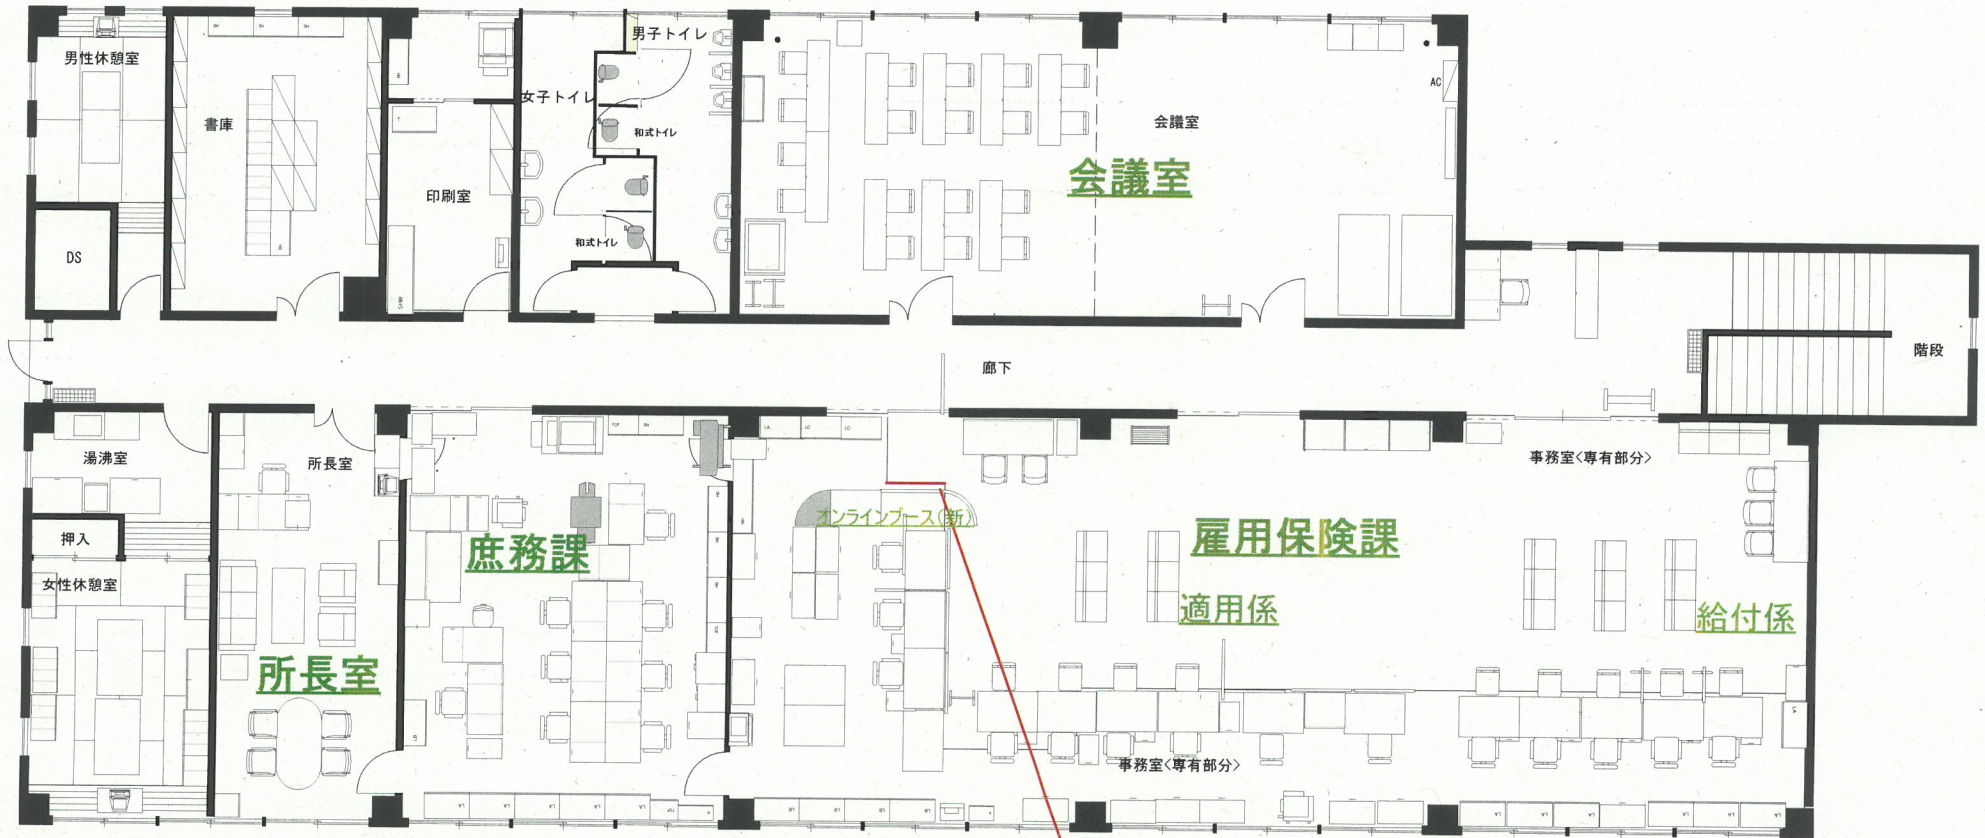 男性休憩室
書庫
男子トイレ
女子トイレ
和式トイレ
会議室
AC
会議室
印刷室
和式トイレ
DS
廊下
階段
湯沸室
所長室
事務室<専有部分>
押入
オンラインブース(新)
雇用保険課
庶務課
女性休憩室
適用係
給付係
所長室
事務室<専有部分>